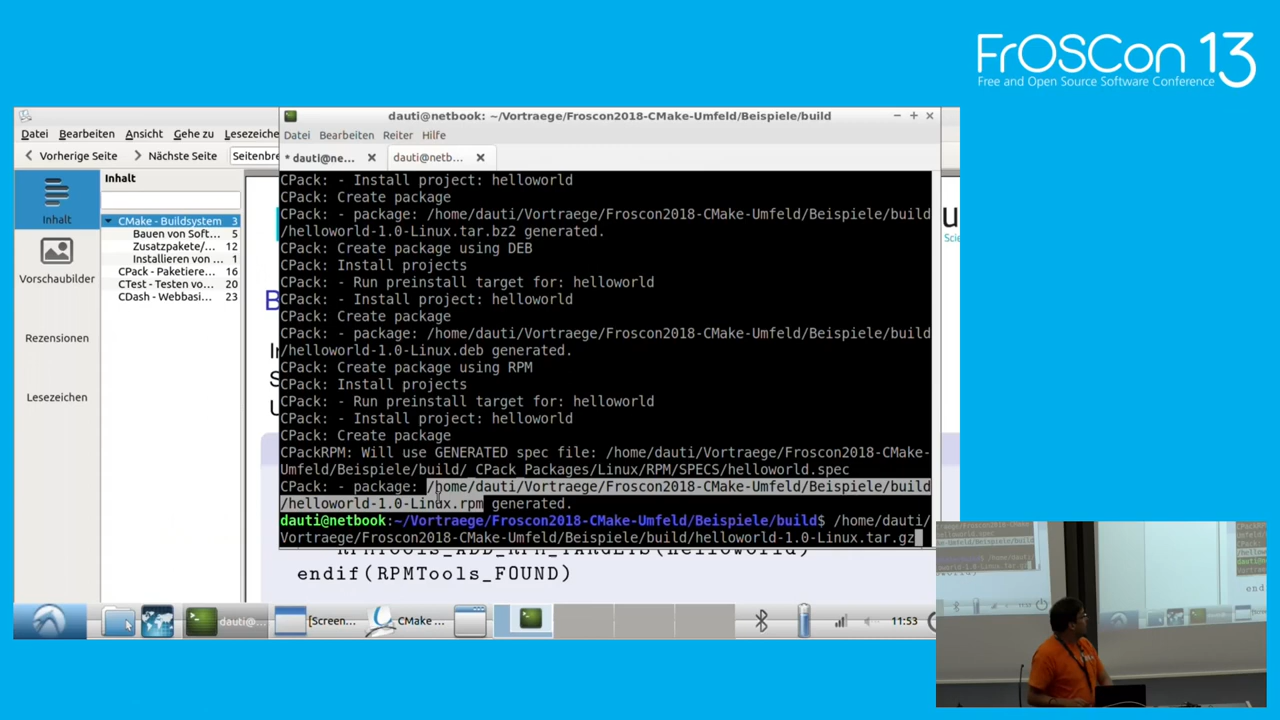 FrOSCon 13
Free and Open Source Software Conference
dauti@netbook: ~/Vortraege/Froscon2018-CMake-Umfeld/Beispiele/build
Datei Bearbeiten Ansicht Gehe zu Lesezeiche
Datei Bearbeiten Reiter Hilfe
Vorherige Seite Nächste Seite Seitenbre
* dauti@ne... dauti@netb...
Inhalt
Inhalt
Vorschaubilder
Rezensionen
Lesezeichen
CMake - Buildsystem 3
Bauen von Soft... 5
Zusatzpakete/... 12
Installieren von ... 1
CPack - Paketiere... 16
CTest - Testen vo... 20
CDash - Webbasi... 23
CPack: - Install project: helloworld
CPack: Create package
CPack: - package: /home/dauti/Vortraege/Froscon2018-CMake-Umfeld/Beispiele/build
/helloworld-1.0-Linux.tar.bz2 generated.
CPack: Create package using DEB
CPack: Install projects
CPack: - Run preinstall target for: helloworld
CPack: - Install project: helloworld
CPack: Create package
CPack: - package: /home/dauti/Vortraege/Froscon2018-CMake-Umfeld/Beispiele/build
/helloworld-1.0-Linux.deb generated.
CPack: Create package using RPM
CPack: Install projects
CPack: - Run preinstall target for: helloworld
CPack: - Install project: helloworld
CPack: Create package
CPackRPM: Will use GENERATED spec file: /home/dauti/Vortraege/Froscon2018-CMake-
Umfeld/Beispiele/build/_CPack_Packages/Linux/RPM/SPECS/helloworld.spec
CPack: - package: /home/dauti/Vortraege/Froscon2018-CMake-Umfeld/Beispiele/build
/helloworld-1.0-Linux.rpm generated.
dauti@netbook:~/Vortraege/Froscon2018-CMake-Umfeld/Beispiele/build$ /home/dauti/
Vortraege/Froscon2018-CMake-Umfeld/Beispiele/build/helloworld-1.0-Linux.tar.gz
RPMTools_ADD_RPM_TARGETS(helloworld)
endif(RPMTools_FOUND)
dauti@... [Screen... CMake ... 11:53